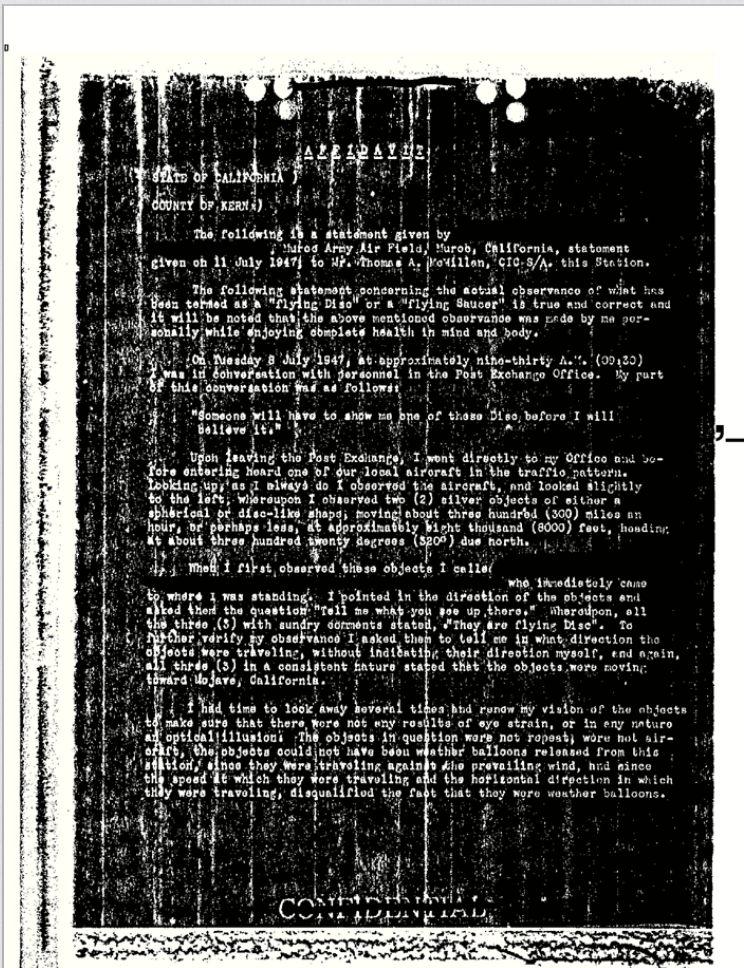 AFFIDAVIT
STATE OF CALIFORNIA )
COUNTY OF KERN )
The following is a statement given by
Muroc Army Air Field, Muroc, California, statement
given on 11 July 1947, to Mr. Thomas A. McMillan, CIC S/A. this Station.
The following statement concerning the actual observance of what has
been termed as a "flying Disc" or a "flying Saucer" is true and correct and
it will be noted that the above mentioned observance was made by me per-
sonally while enjoying complete health in mind and body.
On Tuesday 8 July 1947, at approximately nine-thirty A.M. (09:30)
I was in conversation with personnel in the Post Exchange Office. My part
of this conversation was as follows:
"Someone will have to show me one of these Disc before I will
believe it."
Upon leaving the Post Exchange, I went directly to my Office and be-
fore entering heard one of our local aircraft in the traffic pattern.
Looking up, as I always do I observed the aircraft, and looked slightly
to the left, whereupon I observed two (2) silver objects of either a
spherical or disc-like shape, moving about three hundred (300) miles an
hour, or perhaps less, at approximately eight thousand (8000) feet, heading
at about three hundred twenty degrees (320°) due north.
When I first observed these objects I called
who immediately came
to where I was standing. I pointed in the direction of the objects and
asked them the question "Tell me what you see up there." Whereupon, all
the three (3) with sundry comments stated, "They are flying Disc". To
further verify my observance I asked them to tell me in what direction the
objects were traveling, without indicating their direction myself, and again,
all three (3) in a consistent nature stated that the objects were moving
toward Mojave, California.
I had time to look away several times and renew my vision of the objects
to make sure that there were not any results of eye strain, or in any nature
an optical illusion. The objects in question were not repeat, were not air-
craft, the objects could not have been weather balloons released from this
station, since they were traveling against the prevailing wind, and since
the speed at which they were traveling and the horizontal direction in which
they were traveling, disqualified the fact that they were weather balloons.
CONFIDENTIAL